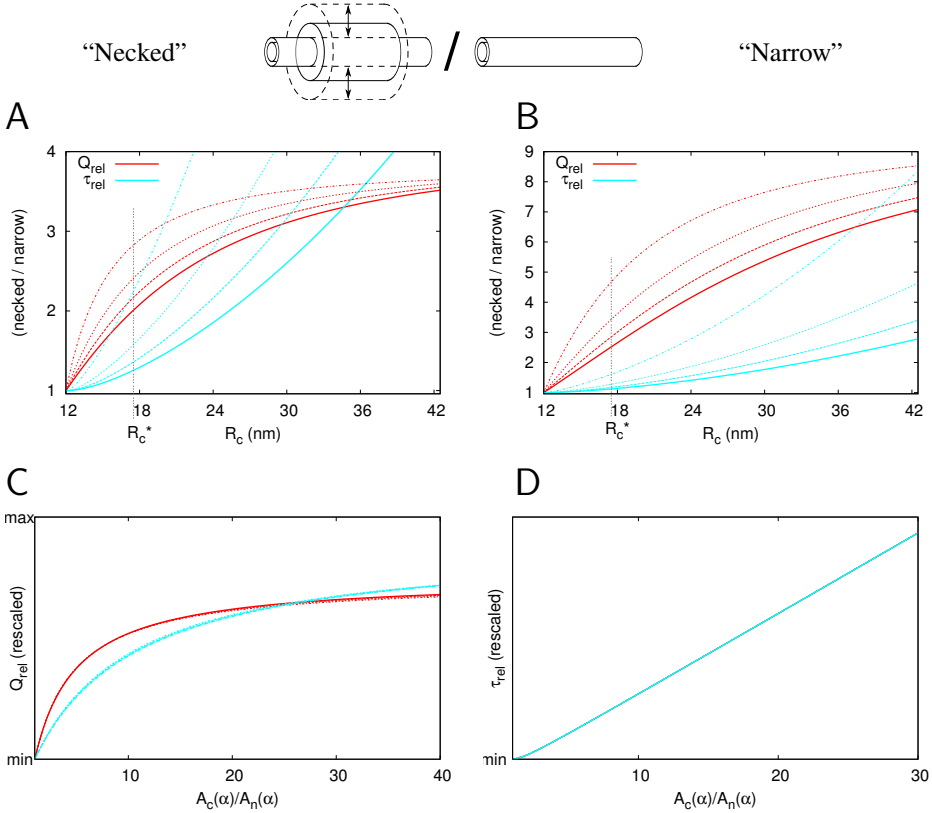 “Necked”
/
“Narrow”
A
B
(necked / narrow)
4
3
2
1
Q_rel
τ_rel
12
18
24
30
36
42
R_c*
R_c (nm)
(necked / narrow)
9
8
7
6
5
4
3
2
1
Q_rel
τ_rel
12
18
24
30
36
42
R_c*
R_c (nm)
C
D
max
Q_rel (rescaled)
min
10
20
30
40
A_c(α)/A_n(α)
τ_rel (rescaled)
min
10
20
30
A_c(α)/A_n(α)